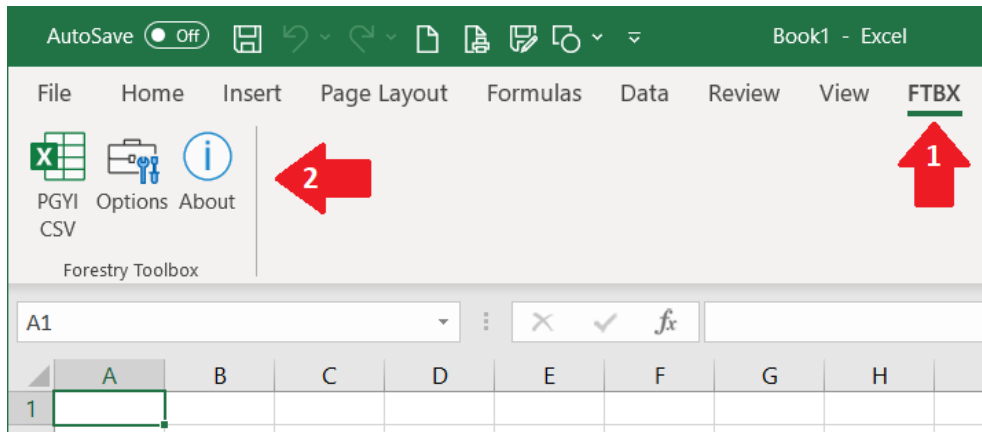 AutoSave Off Book1 - Excel
File Home Insert Page Layout Formulas Data Review View FTBX
1
2
PGYI Options About
CSV
Forestry Toolbox
A1 fx
A B C D E F G H
1